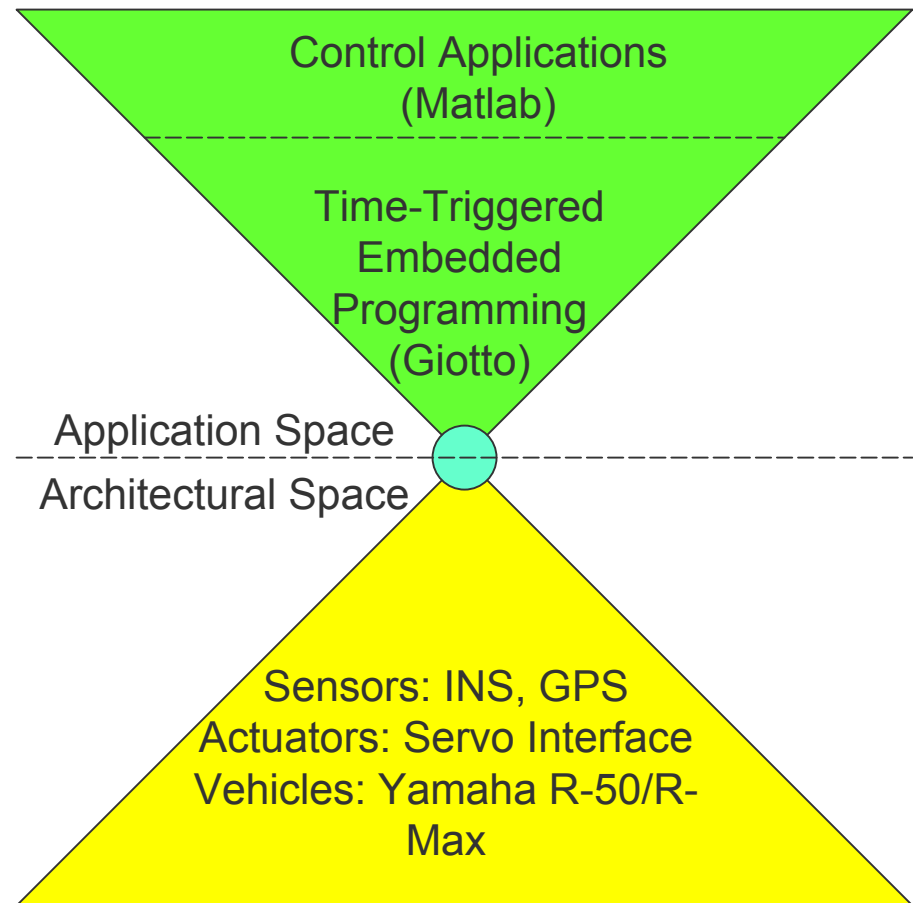 Control Applications
(Matlab)
Time-Triggered
Embedded
Programming
(Giotto)
Application Space
Architectural Space
Sensors: INS, GPS
Actuators: Servo Interface
Vehicles: Yamaha R-50/R-
Max